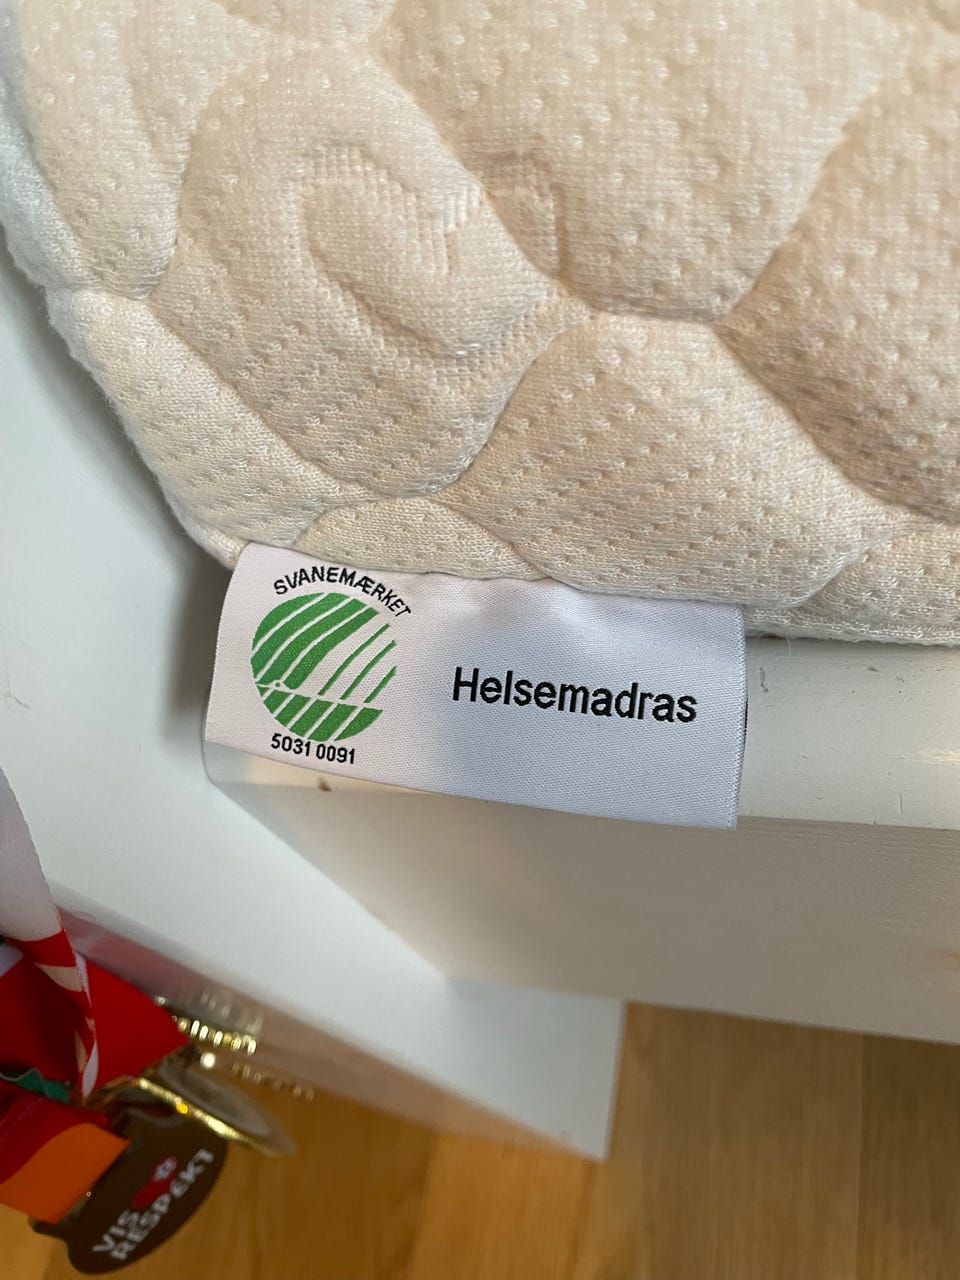 SVANEMÆRKET
5031 0091
Helsemadras
VIS
RESPEKT